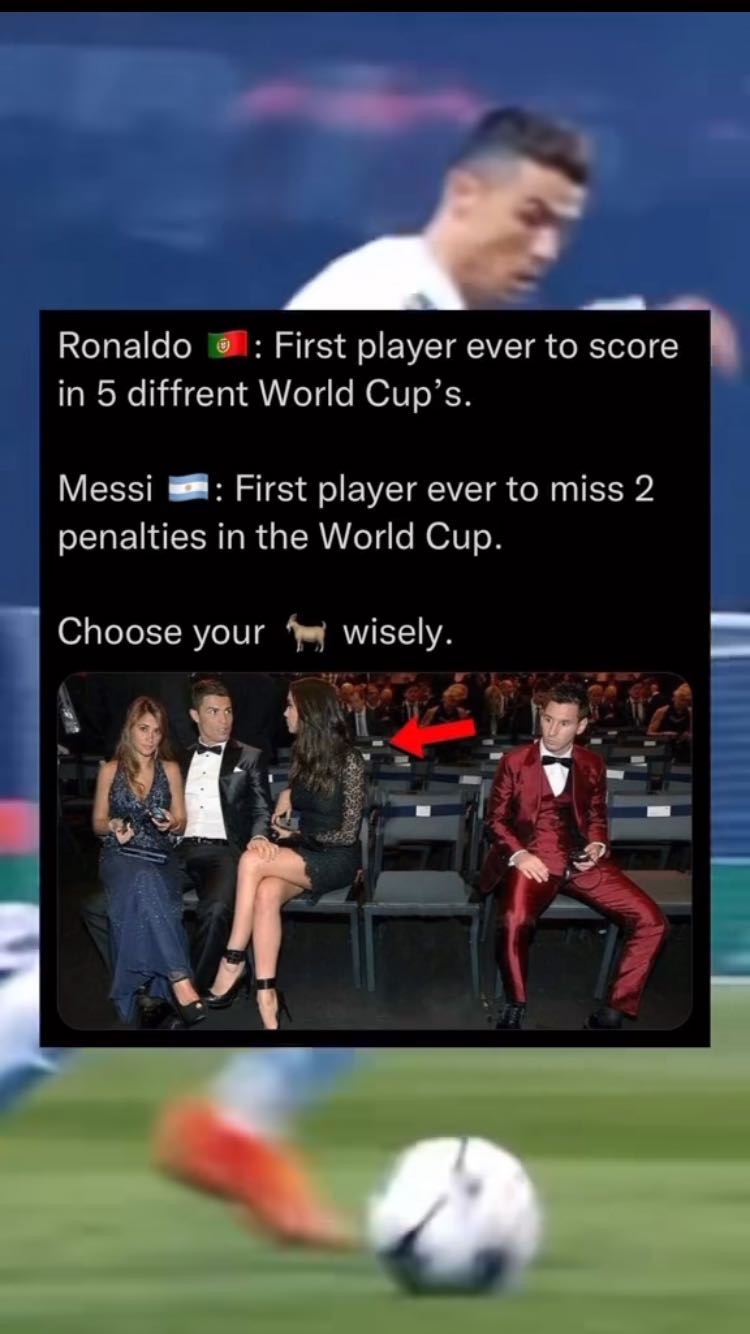 Ronaldo 🇵🇹: First player ever to score
in 5 diffrent World Cup’s.
Messi 🇦🇷: First player ever to miss 2
penalties in the World Cup.
Choose your 🐐 wisely.